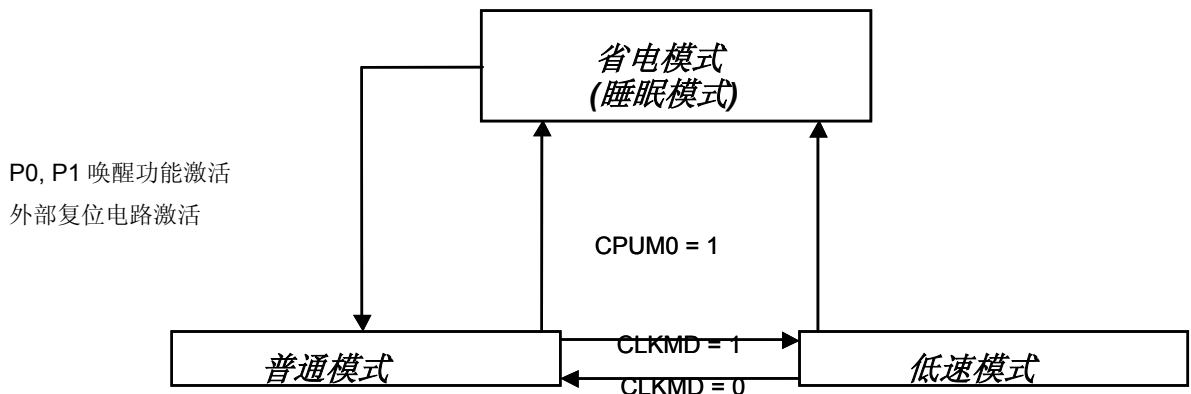 省电模式
(睡眠模式)
P0, P1 唤醒功能激活
外部复位电路激活
CPUM0 = 1
CLKMD = 1
普通模式
低速模式
CLKMD = 0